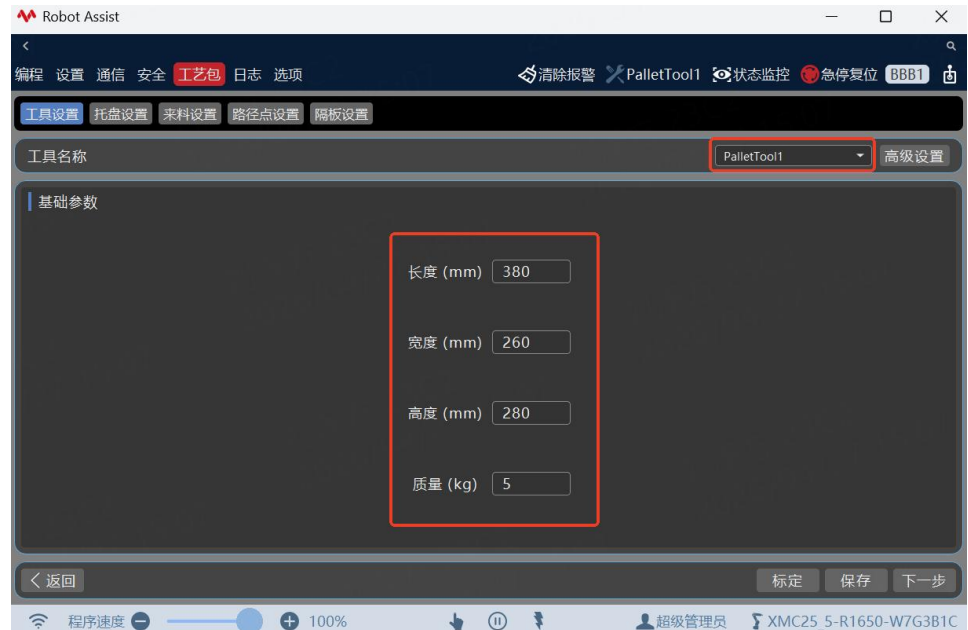 Robot Assist
编程 设置 通信 安全 工艺包 日志 选项 清除报警 PalletTool1 状态监控 急停复位 BBB1
工具设置 托盘设置 来料设置 路径点设置 隔板设置
工具名称 PalletTool1 高级设置
基础参数
长度 (mm) 380
宽度 (mm) 260
高度 (mm) 280
质量 (kg) 5
返回 标定 保存 下一步
程序速度 100% 超级管理员 XMC25 5-R1650-W7G3B1C